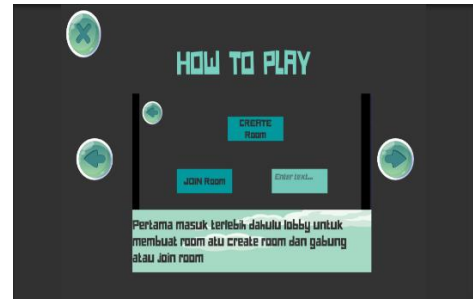 HOW TO PLAY
CREATE
Room
JOIN Room
Enter text...
Pertama masuk terlebih dahulu lobby untuk
membuat room atu create room dan gabung
atau Join room